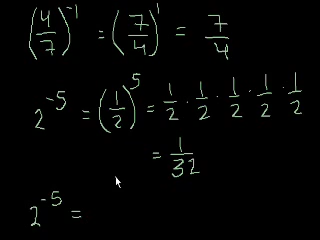 (4/7)^-1 = (7/4)^1 = 7/4
2^-5 = (1/2)^5 = 1/2 · 1/2 · 1/2 · 1/2 · 1/2
= 1/32
2^-5 =